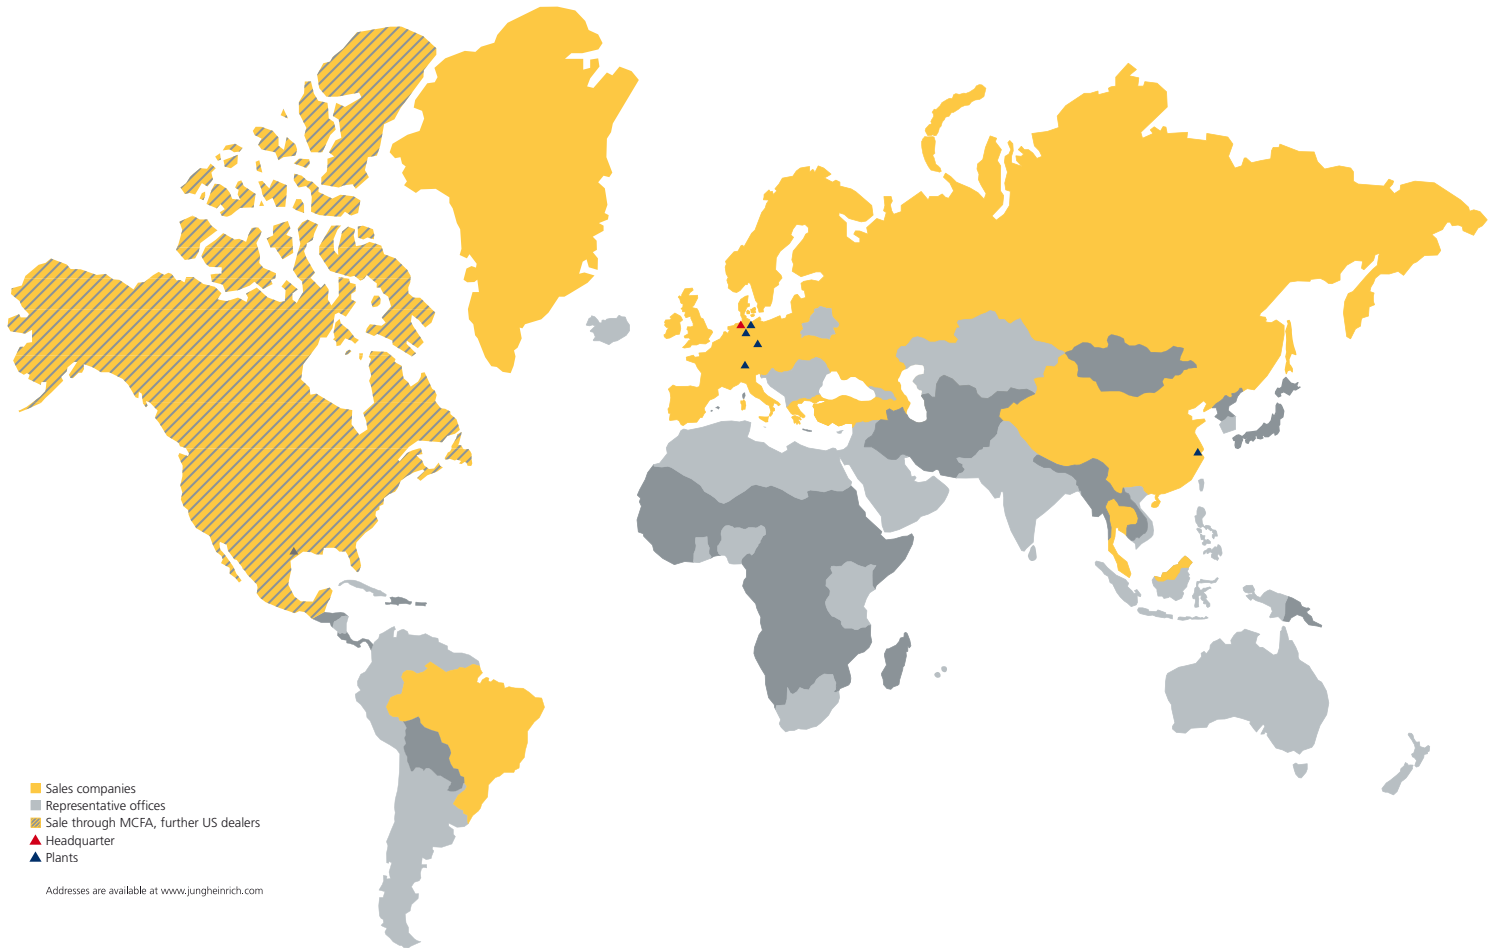 Sales companies
Representative offices
Sale through MCFA, further US dealers
Headquarter
Plants
Addresses are available at www.jungheinrich.com